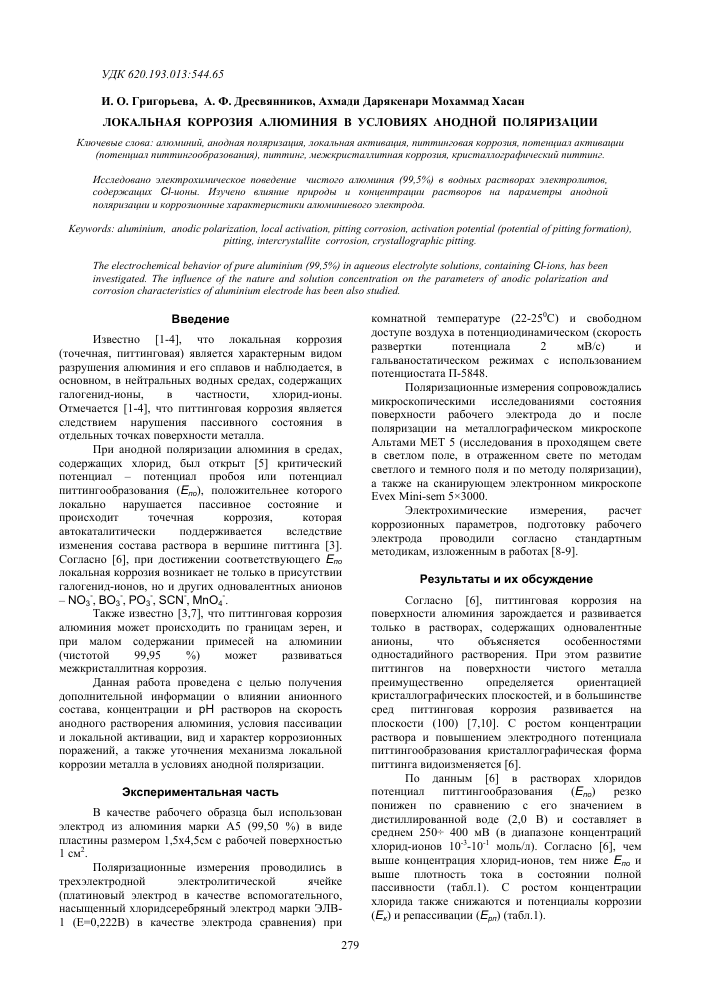 УДК 620.193.013:544.65
И. О. Григорьева, А. Ф. Дресвянников, Ахмади Дарякенари Мохаммад Хасан
ЛОКАЛЬНАЯ КОРРОЗИЯ АЛЮМИНИЯ В УСЛОВИЯХ АНОДНОЙ ПОЛЯРИЗАЦИИ
Ключевые слова: алюминий, анодная поляризация, локальная активация, питтинговая коррозия, потенциал активации
(потенциал питтингообразования), питтинг, межкристаллитная коррозия, кристаллографический питтинг.
Исследовано электрохимическое поведение чистого алюминия (99,5%) в водных растворах электролитов,
содержащих Cl-ионы. Изучено влияние природы и концентрации растворов на параметры анодной
поляризации и коррозионные характеристики алюминиевого электрода.
Keywords: aluminium, anodic polarization, local activation, pitting corrosion, activation potential (potential of pitting formation),
pitting, intercrystallite corrosion, crystallographic pitting.
The electrochemical behavior of pure aluminium (99,5%) in aqueous electrolyte solutions, containing Cl-ions, has been
investigated. The influence of the nature and solution concentration on the parameters of anodic polarization and
corrosion characteristics of aluminium electrode has been also studied.
Введение
Известно [1-4], что локальная коррозия
(точечная, питтинговая) является характерным видом
разрушения алюминия и его сплавов и наблюдается, в
основном, в нейтральных водных средах, содержащих
галогенид-ионы, в частности, хлорид-ионы.
Отмечается [1-4], что питтинговая коррозия является
следствием нарушения пассивного состояния в
отдельных точках поверхности металла.
При анодной поляризации алюминия в средах,
содержащих хлорид, был открыт [5] критический
потенциал – потенциал пробоя или потенциал
питтингообразования (Eпо), положительнее которого
локально нарушается пассивное состояние и
происходит точечная коррозия, которая
автокаталитически поддерживается вследствие
изменения состава раствора в вершине питтинга [3].
Согласно [6], при достижении соответствующего Eпо
локальная коррозия возникает не только в присутствии
галогенид-ионов, но и других одновалентных анионов
– NO3-, BO3-, PO3-, SCN-, MnO4-.
Также известно [3,7], что питтинговая коррозия
алюминия может происходить по границам зерен, и
при малом содержании примесей на алюминии
(чистотой 99,95 %) может развиваться
межкристаллитная коррозия.
Данная работа проведена с целью получения
дополнительной информации о влиянии анионного
состава, концентрации и pH растворов на скорость
анодного растворения алюминия, условия пассивации
и локальной активации, вид и характер коррозионных
поражений, а также уточнения механизма локальной
коррозии металла в условиях анодной поляризации.
Экспериментальная часть
В качестве рабочего образца был использован
электрод из алюминия марки А5 (99,50 %) в виде
пластины размером 1,5х4,5см с рабочей поверхностью
1 см2.
Поляризационные измерения проводились в
трехэлектродной электролитической ячейке
(платиновый электрод в качестве вспомогательного,
насыщенный хлоридсеребряный электрод марки ЭЛВ-
1 (Е=0,222В) в качестве электрода сравнения) при
комнатной температуре (22-250С) и свободном
доступе воздуха в потенциодинамическом (скорость
развертки потенциала 2 мВ/с) и
гальваностатическом режимах с использованием
потенциостата П-5848.
Поляризационные измерения сопровождались
микроскопическими исследованиями состояния
поверхности рабочего электрода до и после
поляризации на металлографическом микроскопе
Альтами МЕТ 5 (исследования в проходящем свете
в светлом поле, в отраженном свете по методам
светлого и темного поля и по методу поляризации),
а также на сканирующем электронном микроскопе
Evex Mini-sem 5×3000.
Электрохимические измерения, расчет
коррозионных параметров, подготовку рабочего
электрода проводили согласно стандартным
методикам, изложенным в работах [8-9].
Результаты и их обсуждение
Согласно [6], питтинговая коррозия на
поверхности алюминия зарождается и развивается
только в растворах, содержащих одновалентные
анионы, что объясняется особенностями
одностадийного растворения. При этом развитие
питтингов на поверхности чистого металла
преимущественно определяется ориентацией
кристаллографических плоскостей, и в большинстве
сред питтинговая коррозия развивается на
плоскости (100) [7,10]. С ростом концентрации
раствора и повышением электродного потенциала
питтингообразования кристаллографическая форма
питтинга видоизменяется [6].
По данным [6] в растворах хлоридов
потенциал питтингообразования (Eпо) резко
понижен по сравнению с его значением в
дистиллированной воде (2,0 В) и составляет в
среднем 250÷ 400 мВ (в диапазоне концентраций
хлорид-ионов 10-3-10-1 моль/л). Согласно [6], чем
выше концентрация хлорид-ионов, тем ниже Eпо и
выше плотность тока в состоянии полной
пассивности (табл.1). С ростом концентрации
хлорида также снижаются и потенциалы коррозии
(Eк) и репассивации (Eрп) (табл.1).
279